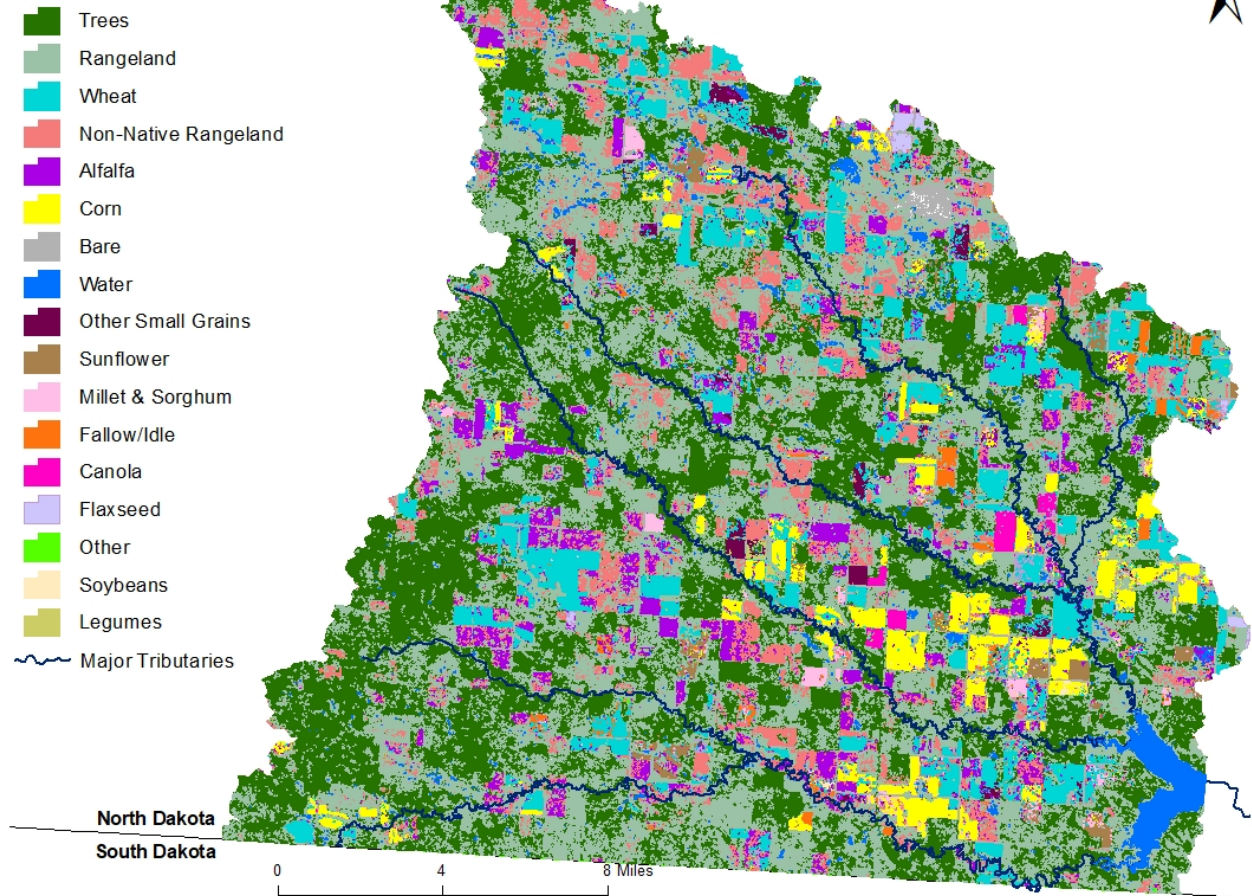 Trees
Rangeland
Wheat
Non-Native Rangeland
Alfalfa
Corn
Bare
Water
Other Small Grains
Sunflower
Millet & Sorghum
Fallow/Idle
Canola
Flaxseed
Other
Soybeans
Legumes
Major Tributaries
North Dakota
South Dakota
0 4 8 Miles